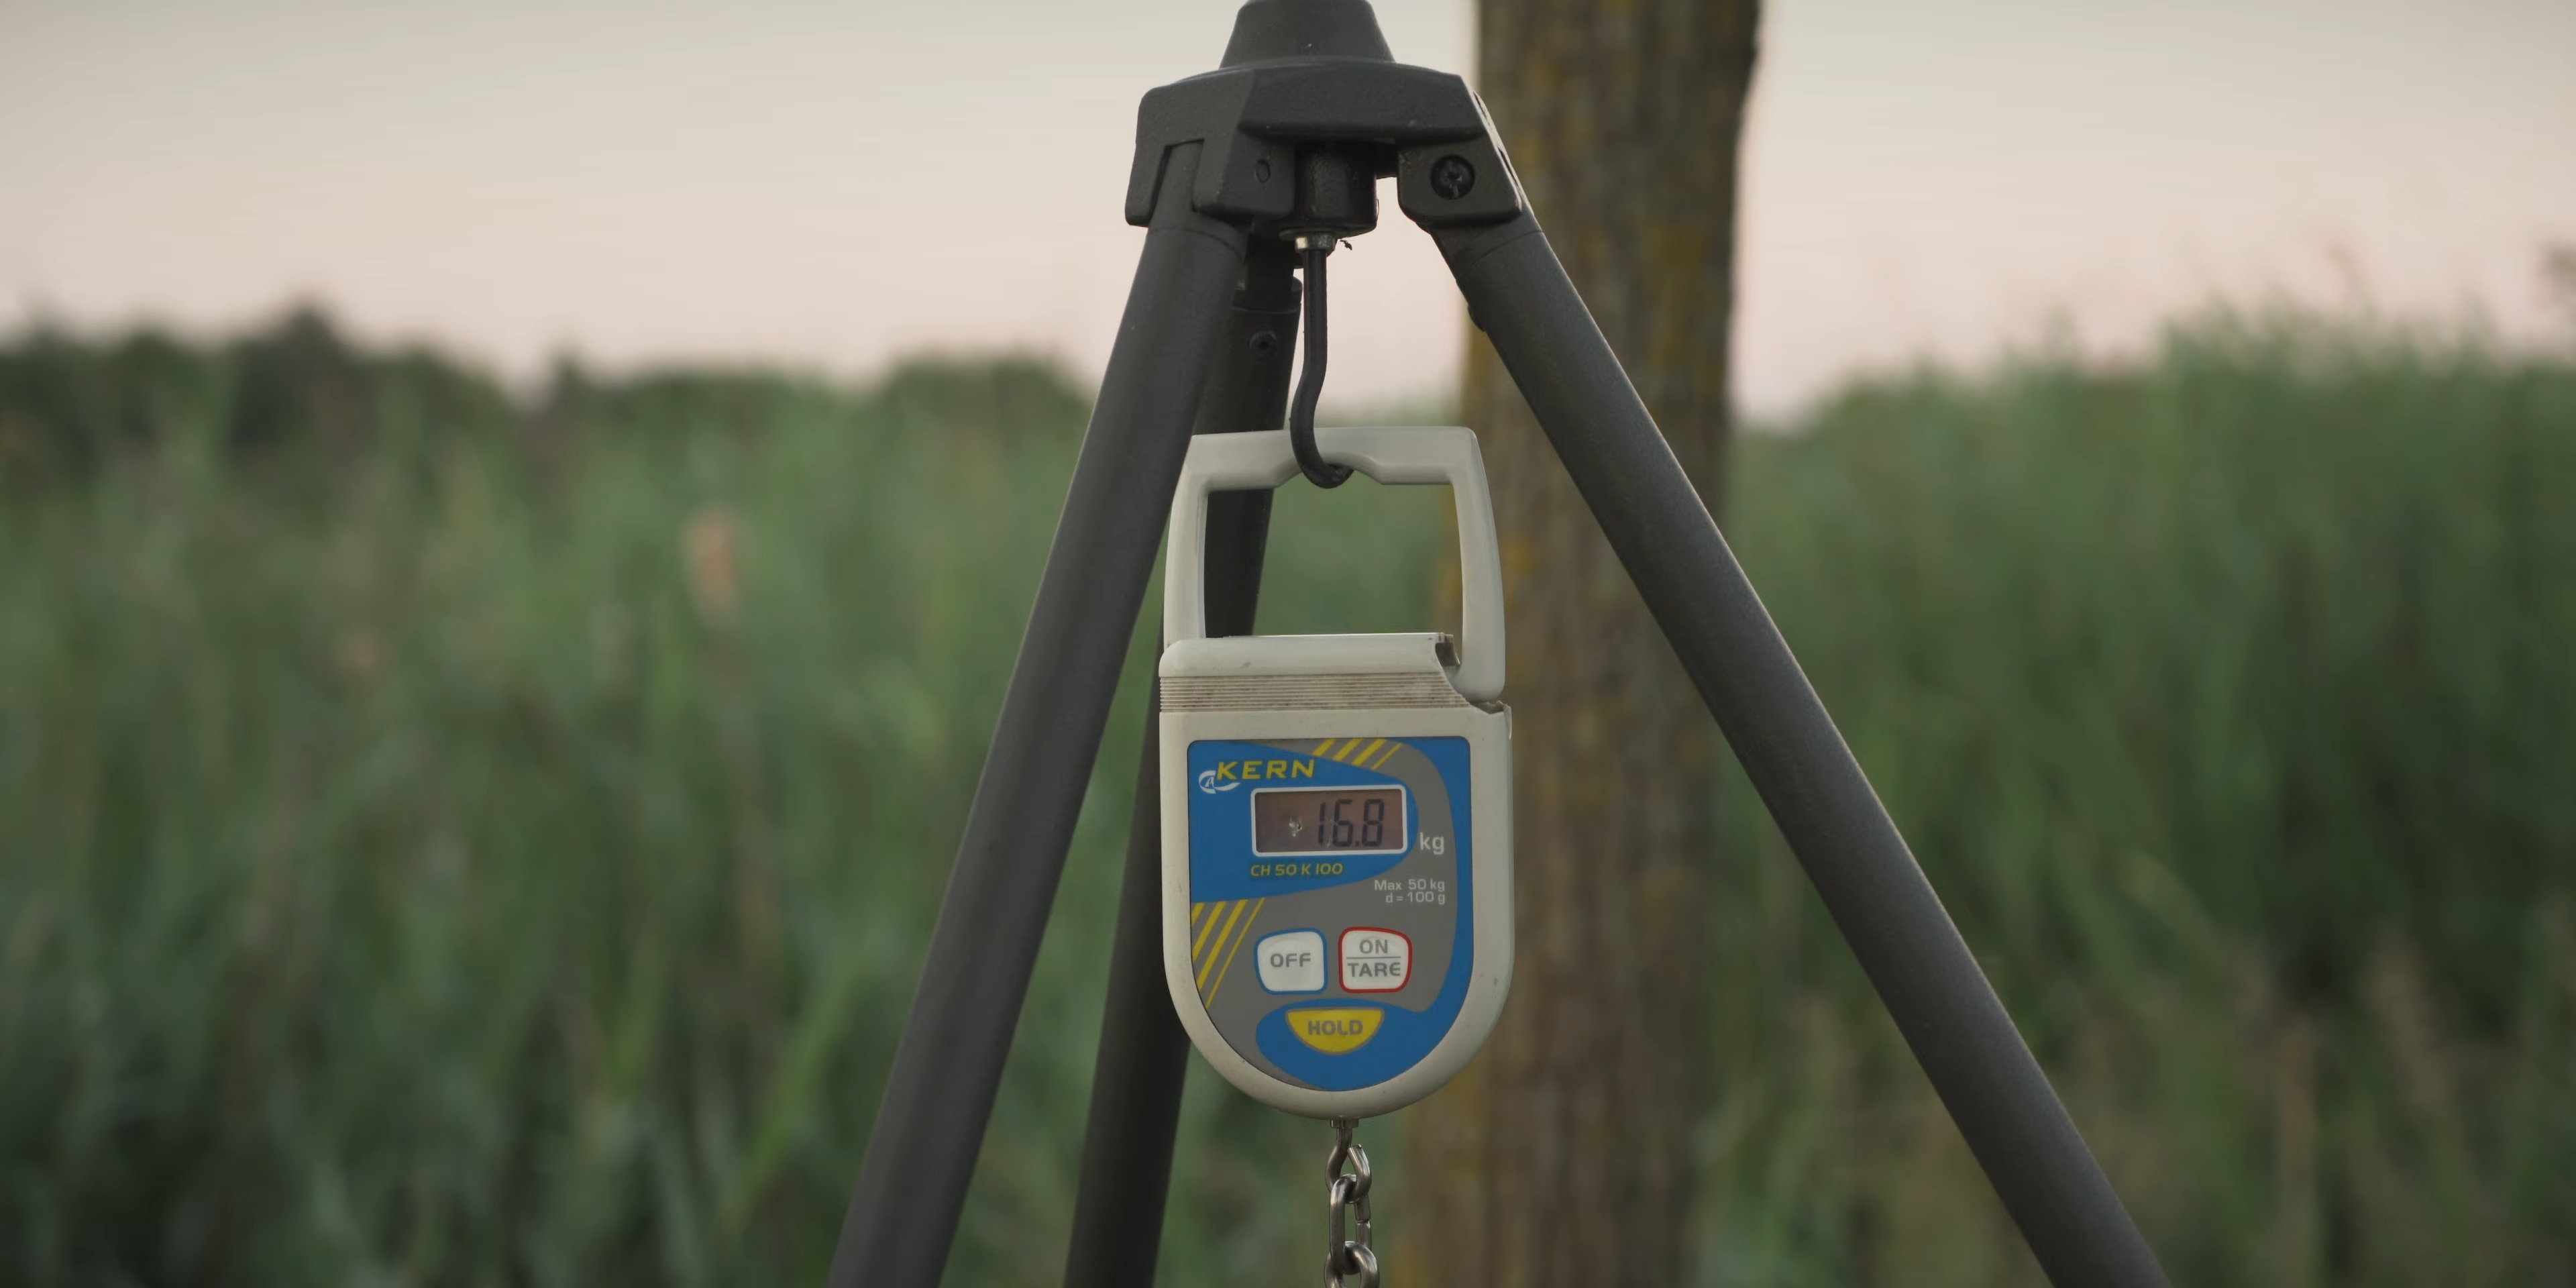 KERN
16.8
kg
CH 50 K 100
Max 50 kg
d = 100 g
OFF
ON
TARE
HOLD